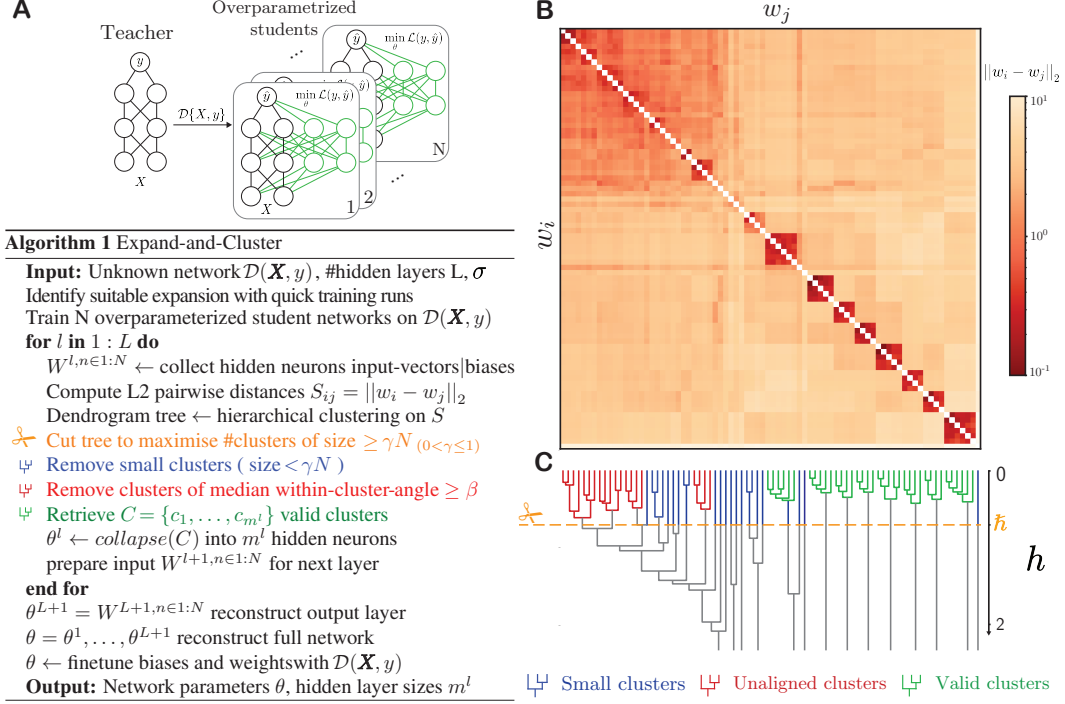 A
Overparametrized
students
Teacher
y
𝒟{X, y}
X
ŷ
min_θ ℒ(y, ŷ)
X
1
2
ŷ
min_θ ℒ(y, ŷ)
N
Algorithm 1 Expand-and-Cluster
Input: Unknown network 𝒟(X, y), #hidden layers L, σ
Identify suitable expansion with quick training runs
Train N overparameterized student networks on 𝒟(X, y)
for l in 1 : L do
W^{l,n∈1:N} ← collect hidden neurons input-vectors|biases
Compute L2 pairwise distances S_{ij} = ||w_i − w_j||_2
Dendrogram tree ← hierarchical clustering on S
Cut tree to maximise #clusters of size ≥ γN (0<γ≤1)
Remove small clusters ( size < γN )
Remove clusters of median within-cluster-angle ≥ β
Retrieve C = {c_1, . . . , c_{m^l}} valid clusters
θ^l ← collapse(C) into m^l hidden neurons
prepare input W^{l+1,n∈1:N} for next layer
end for
θ^{L+1} = W^{L+1,n∈1:N} reconstruct output layer
θ = θ^1, . . . , θ^{L+1} reconstruct full network
θ ← finetune biases and weightswith 𝒟(X, y)
Output: Network parameters θ, hidden layer sizes m^l
B
w_j
w_i
||w_i − w_j||_2
10^1
10^0
10^{-1}
C
0
ħ
h
2
Small clusters
Unaligned clusters
Valid clusters